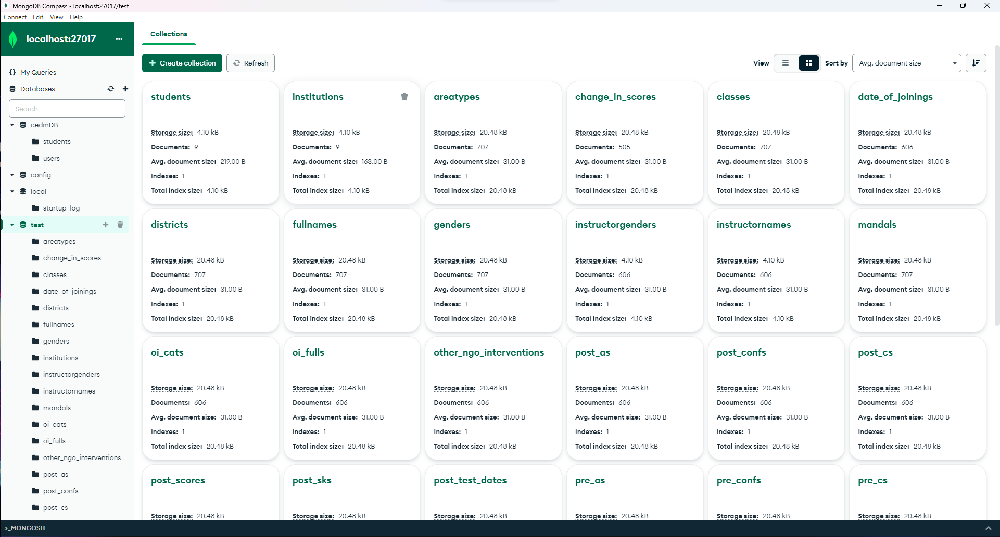 MongoDB Compass - localhost:27017/test
Connect Edit View Help
localhost:27017 ...
{} My Queries
Databases
Search
cedmDB
students
users
config
local
startup_log
test
areatypes
change_in_scores
classes
date_of_joinings
districts
fullnames
genders
institutions
instructorgenders
instructornames
mandals
oi_cats
oi_fulls
other_ngo_interventions
post_as
post_confs
post_cs
Collections
Create collection Refresh
View Sort by Avg. document size
students
Storage size: 4.10 kB
Documents: 9
Avg. document size: 219.00 B
Indexes: 1
Total index size: 4.10 kB
institutions
Storage size: 4.10 kB
Documents: 9
Avg. document size: 163.00 B
Indexes: 1
Total index size: 4.10 kB
areatypes
Storage size: 20.48 kB
Documents: 707
Avg. document size: 31.00 B
Indexes: 1
Total index size: 20.48 kB
change_in_scores
Storage size: 20.48 kB
Documents: 505
Avg. document size: 31.00 B
Indexes: 1
Total index size: 20.48 kB
classes
Storage size: 20.48 kB
Documents: 707
Avg. document size: 31.00 B
Indexes: 1
Total index size: 20.48 kB
date_of_joinings
Storage size: 20.48 kB
Documents: 606
Avg. document size: 31.00 B
Indexes: 1
Total index size: 20.48 kB
districts
Storage size: 20.48 kB
Documents: 707
Avg. document size: 31.00 B
Indexes: 1
Total index size: 20.48 kB
fullnames
Storage size: 20.48 kB
Documents: 707
Avg. document size: 31.00 B
Indexes: 1
Total index size: 20.48 kB
genders
Storage size: 20.48 kB
Documents: 707
Avg. document size: 31.00 B
Indexes: 1
Total index size: 20.48 kB
instructorgenders
Storage size: 4.10 kB
Documents: 606
Avg. document size: 31.00 B
Indexes: 1
Total index size: 4.10 kB
instructornames
Storage size: 4.10 kB
Documents: 606
Avg. document size: 31.00 B
Indexes: 1
Total index size: 4.10 kB
mandals
Storage size: 20.48 kB
Documents: 707
Avg. document size: 31.00 B
Indexes: 1
Total index size: 20.48 kB
oi_cats
Storage size: 20.48 kB
Documents: 606
Avg. document size: 31.00 B
Indexes: 1
Total index size: 20.48 kB
oi_fulls
Storage size: 20.48 kB
Documents: 606
Avg. document size: 31.00 B
Indexes: 1
Total index size: 20.48 kB
other_ngo_interventions
Storage size: 20.48 kB
Documents: 606
Avg. document size: 31.00 B
Indexes: 1
Total index size: 20.48 kB
post_as
Storage size: 20.48 kB
Documents: 606
Avg. document size: 31.00 B
Indexes: 1
Total index size: 20.48 kB
post_confs
Storage size: 20.48 kB
Documents: 606
Avg. document size: 31.00 B
Indexes: 1
Total index size: 20.48 kB
post_cs
Storage size: 20.48 kB
Documents: 606
Avg. document size: 31.00 B
Indexes: 1
Total index size: 20.48 kB
post_scores
Storage size: 20.48 kB
post_sks
Storage size: 20.48 kB
post_test_dates
Storage size: 20.48 kB
pre_as
Storage size: 20.48 kB
pre_confs
Storage size: 20.48 kB
pre_cs
Storage size: 20.48 kB
>_MONGOSH